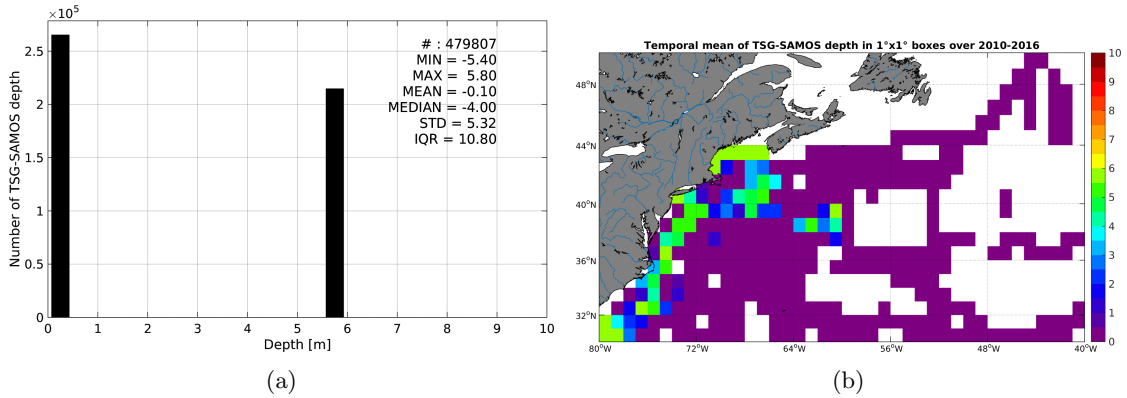 ×10⁵
2.5
2
1.5
1
0.5
0
0 1 2 3 4 5 6 7 8 9 10
Number of TSG-SAMOS depth
Depth [m]
# : 479807
MIN = -5.40
MAX = 5.80
MEAN = -0.10
MEDIAN = -4.00
STD = 5.32
IQR = 10.80
(a)
Temporal mean of TSG-SAMOS depth in 1°x1° boxes over 2010-2016
48°N
44°N
40°N
36°N
32°N
80°W 72°W 64°W 56°W 48°W 40°W
10
9
8
7
6
5
4
3
2
1
0
(b)